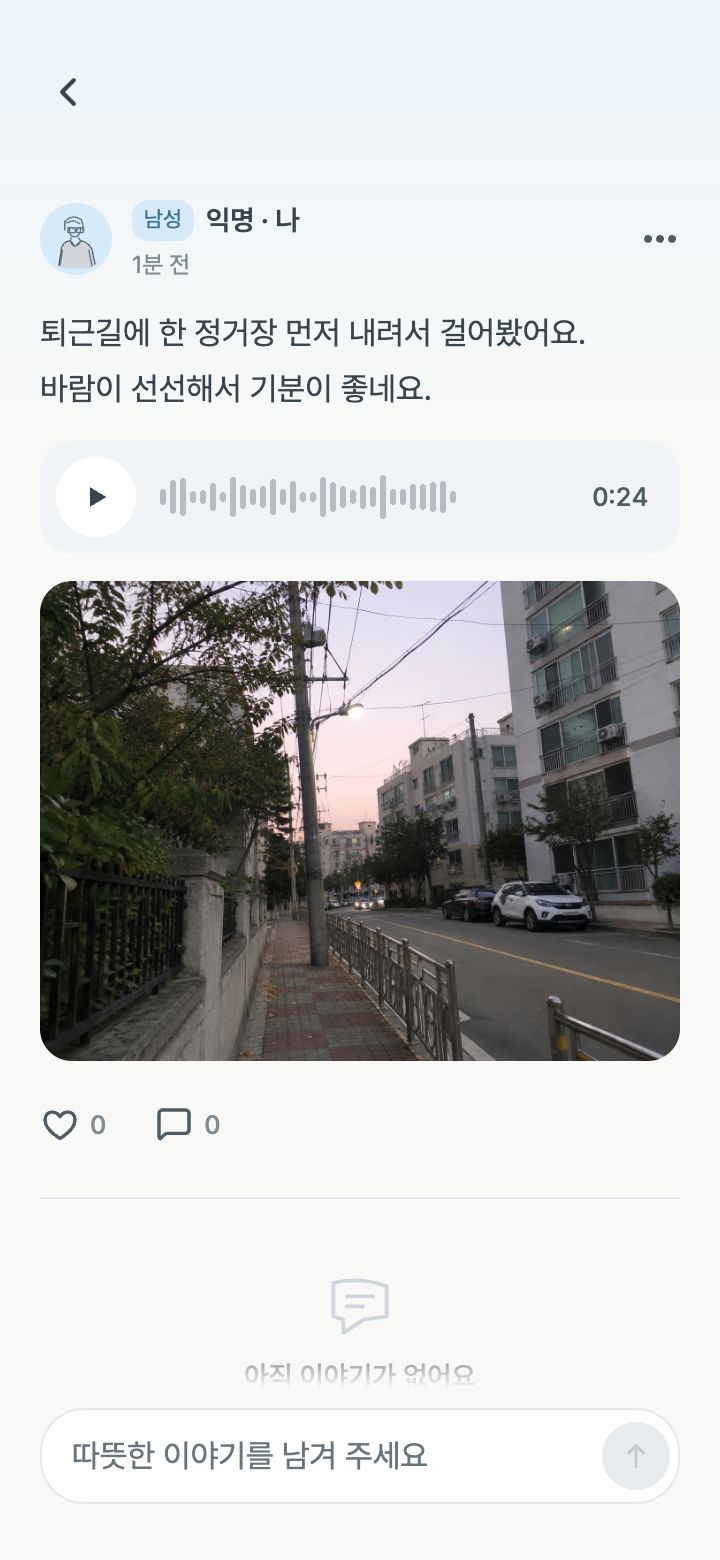 남성 익명 · 나
1분 전
퇴근길에 한 정거장 먼저 내려서 걸어봤어요.
바람이 선선해서 기분이 좋네요.
0:24
0 0
아직 이야기가 없어요
따뜻한 이야기를 남겨 주세요